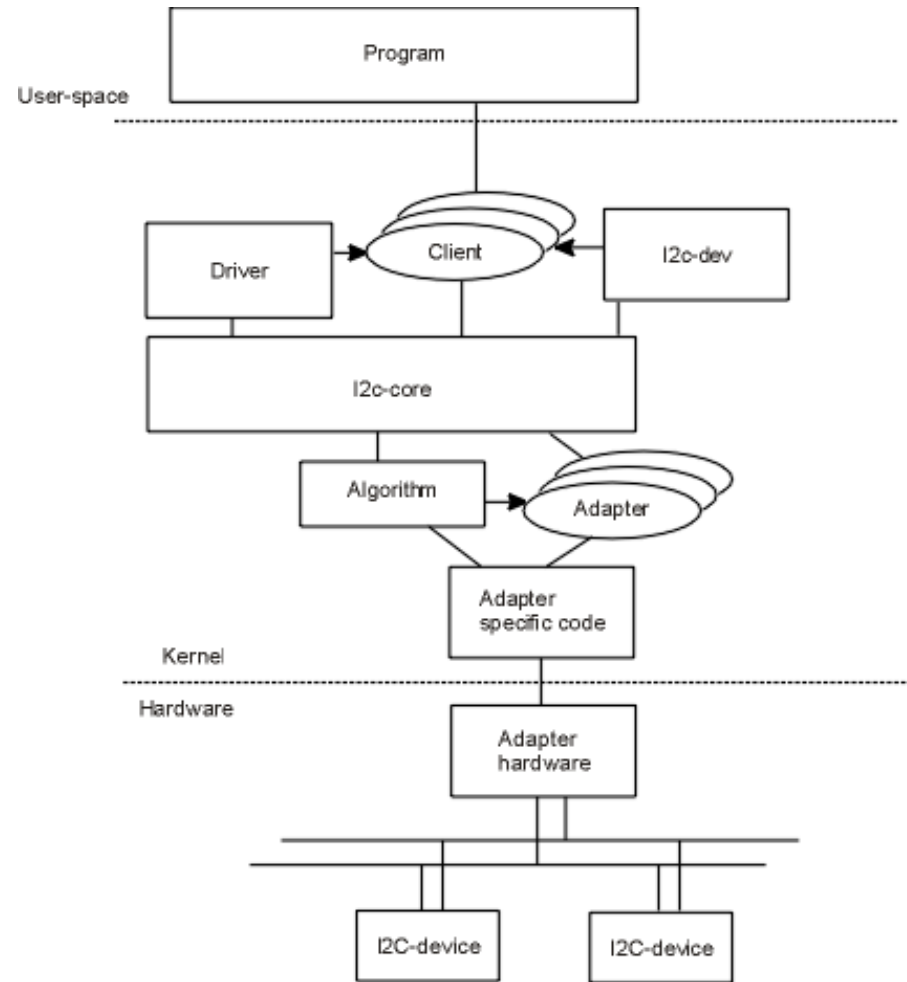 Program
User-space
Client
Driver
I2c-dev
I2c-core
Algorithm
Adapter
Adapter
specific code
Kernel
Hardware
Adapter
hardware
I2C-device
I2C-device